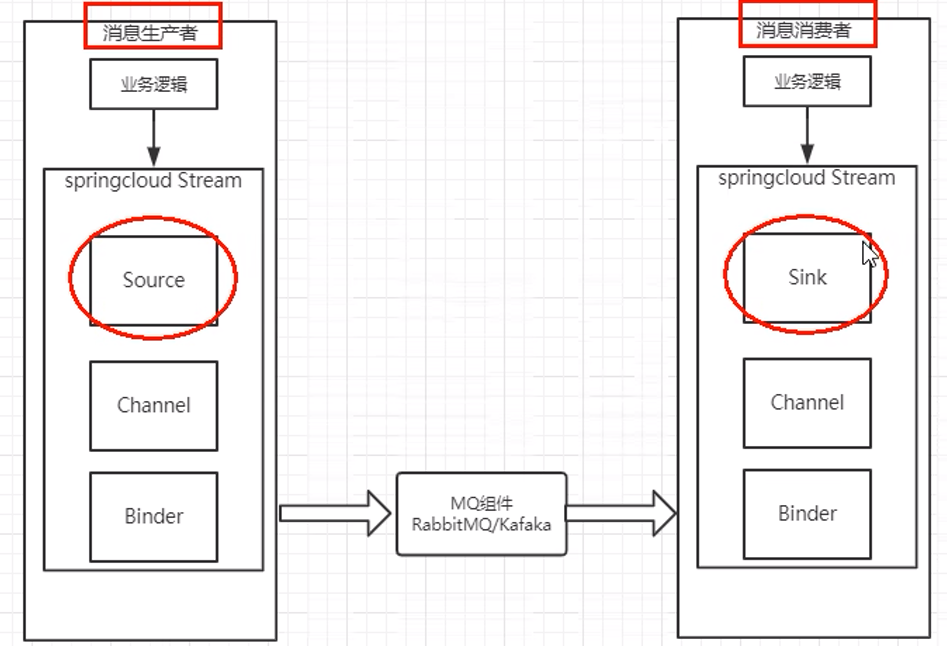 消息生产者
业务逻辑
springcloud Stream
Source
Channel
Binder
MQ组件
RabbitMQ/Kafaka
消息消费者
业务逻辑
springcloud Stream
Sink
Channel
Binder